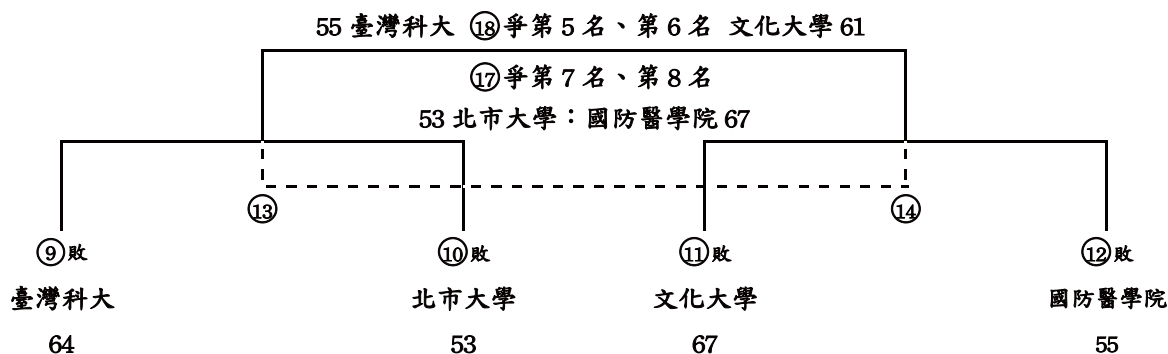 55 臺灣科大 ⑱爭第 5 名、第 6 名 文化大學 61
⑰爭第 7 名、第 8 名
53 北市大學：國防醫學院 67
⑬ ⑭
⑨敗 ⑩敗 ⑪敗 ⑫敗
臺灣科大 北市大學 文化大學 國防醫學院
64 53 67 55